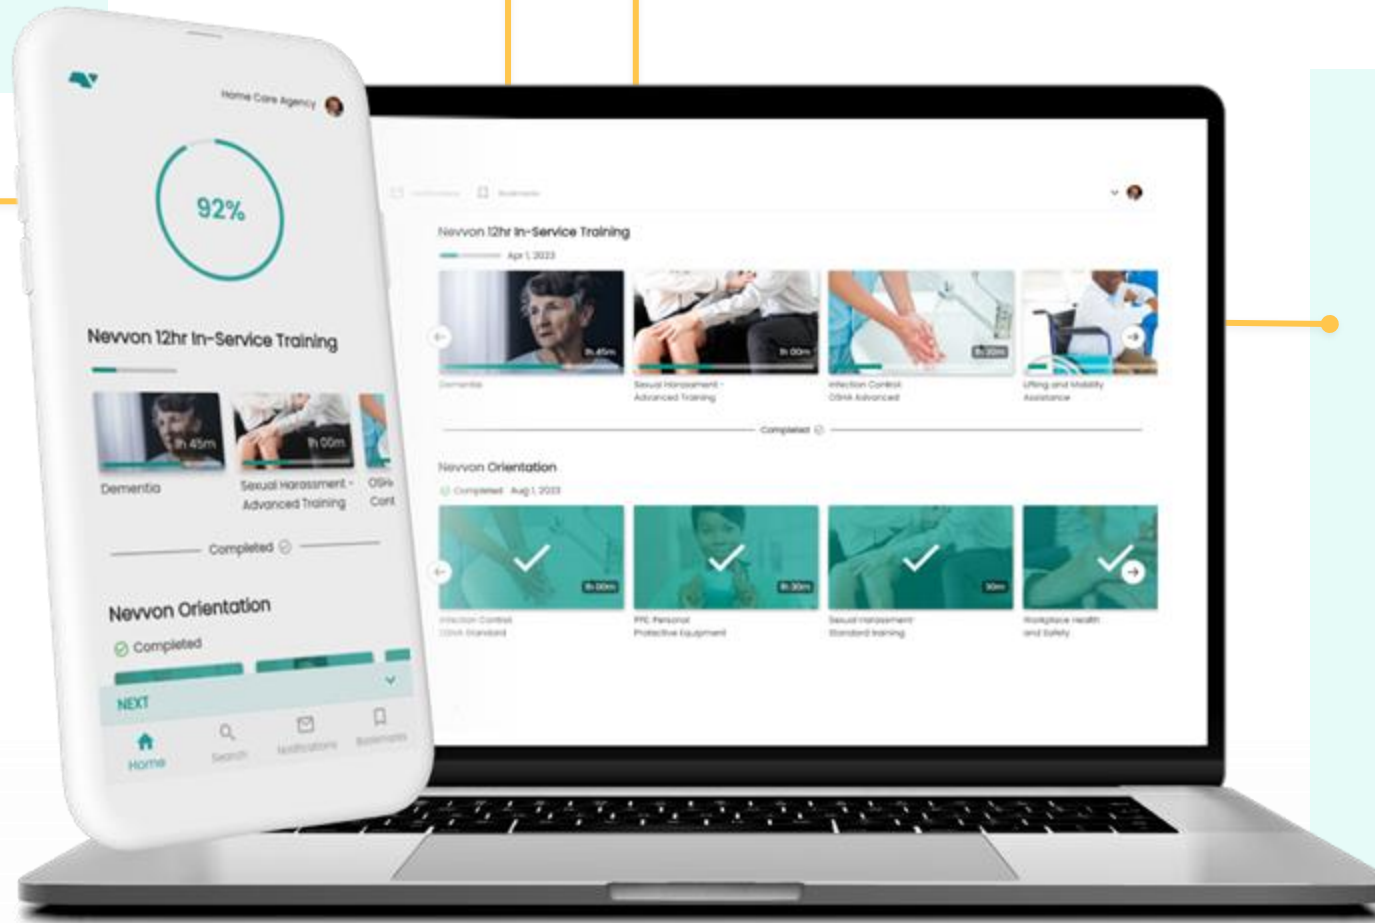 Home Care Agency
92%
Nevvon 12hr In-Service Training
1h 45m
1h 00m
Dementia
Sexual Harassment -
Advanced Training
Cont
Completed
Nevvon Orientation
Completed
NEXT
Home
Search
Notifications
Bookmarks
Bookmarks
Nevvon 12hr In-Service Training
Apr 1, 2023
1h 45m
1h 00m
1h 30m
Dementia
Sexual Harassment -
Advanced Training
Infection Control:
OSHA Advanced
Lifting and Mobility
Assistance
Completed
Nevvon Orientation
Completed Aug 1, 2023
1h 00m
1h 30m
30m
Infection Control:
OSHA Standard
PPE: Personal
Protective Equipment
Sexual Harassment-
Standard training
Workplace Health
and Safety